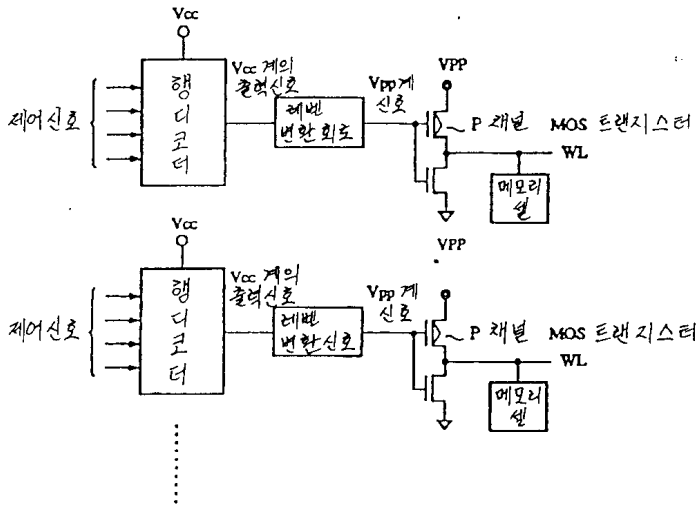 Vcc
VPP
Vcc 계의
출력신호
Vpp 계
신호
제어신호
행
디
코
더
레벨
변환회로
P 채널 MOS 트랜지스터
WL
메모리
셀
Vcc
VPP
Vcc 계의
출력신호
Vpp 계
신호
제어신호
행
디
코
더
레벨
변환신호
P 채널 MOS 트랜지스터
WL
메모리
셀